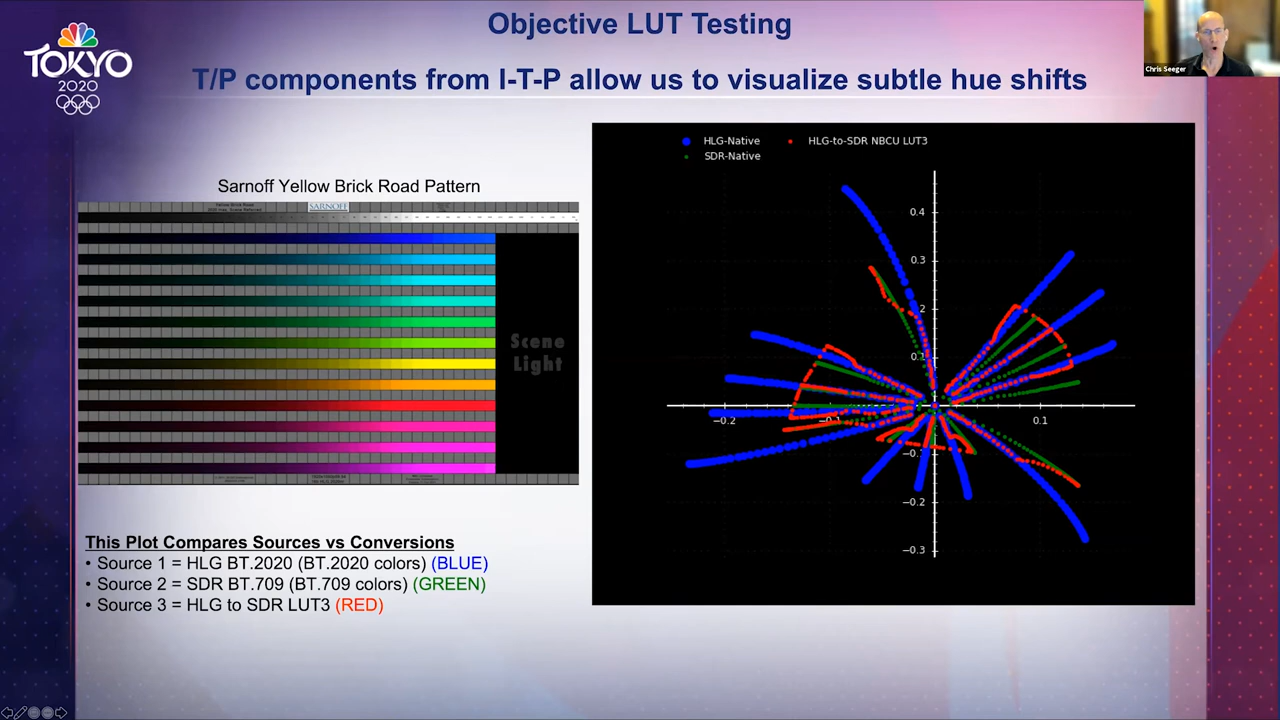 Objective LUT Testing
T/P components from I-T-P allow us to visualize subtle hue shifts
TOKYO
2020
Chris Seeger
Sarnoff Yellow Brick Road Pattern
Yellow Brick Road
SARNOFF
Scene
Light
HLG-Native
HLG-to-SDR NBCU LUT3
SDR-Native
0.4
0.3
2
0.1
−0.2
−0.1
0.1
−0.1
−0.2
−0.3
This Plot Compares Sources vs Conversions
• Source 1 = HLG BT.2020 (BT.2020 colors) (BLUE)
• Source 2 = SDR BT.709 (BT.709 colors) (GREEN)
• Source 3 = HLG to SDR LUT3 (RED)